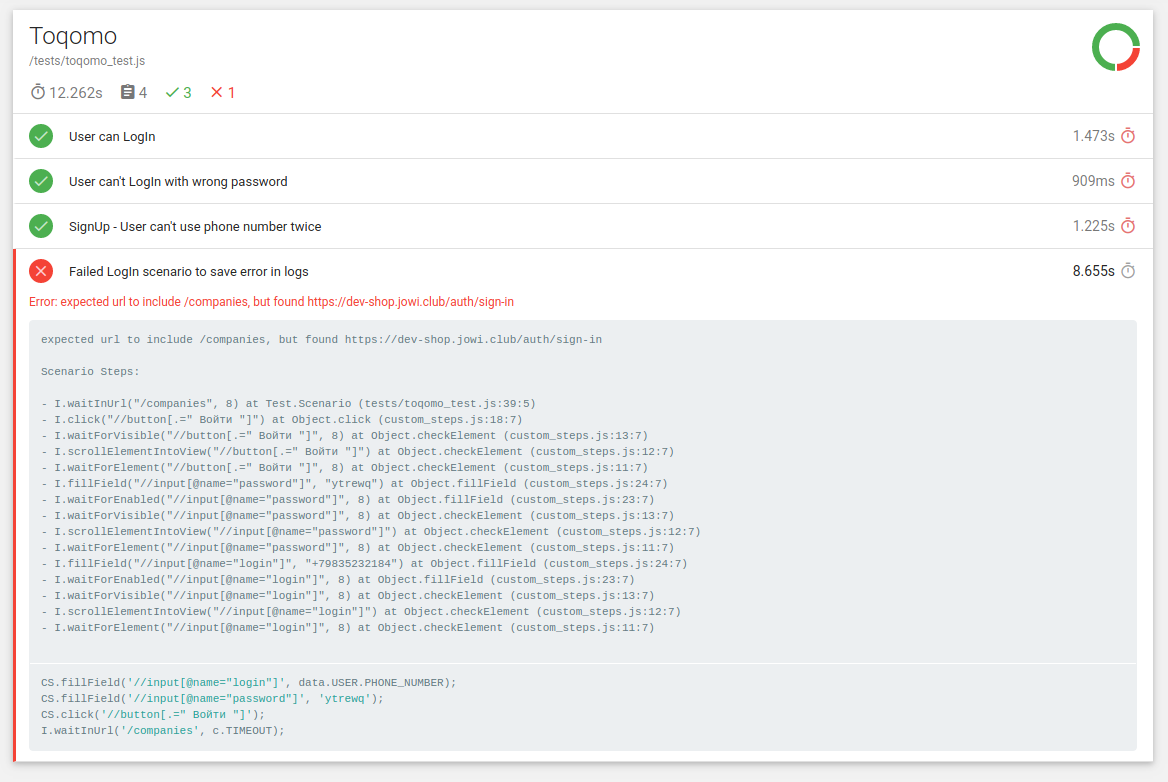 Toqomo
/tests/toqomo_test.js
12.262s 4 3 1
User can LogIn 1.473s
User can't LogIn with wrong password 909ms
SignUp - User can't use phone number twice 1.225s
Failed LogIn scenario to save error in logs 8.655s
Error: expected url to include /companies, but found https://dev-shop.jowi.club/auth/sign-in
expected url to include /companies, but found https://dev-shop.jowi.club/auth/sign-in
Scenario Steps:
- I.waitInUrl("/companies", 8) at Test.Scenario (tests/toqomo_test.js:39:5)
- I.click("//button[.=" Войти "]") at Object.click (custom_steps.js:18:7)
- I.waitForVisible("//button[.=" Войти "]", 8) at Object.checkElement (custom_steps.js:13:7)
- I.scrollElementIntoView("//button[.=" Войти "]") at Object.checkElement (custom_steps.js:12:7)
- I.waitForElement("//button[.=" Войти "]", 8) at Object.checkElement (custom_steps.js:11:7)
- I.fillField("//input[@name="password"]", "ytrewq") at Object.fillField (custom_steps.js:24:7)
- I.waitForEnabled("//input[@name="password"]", 8) at Object.fillField (custom_steps.js:23:7)
- I.waitForVisible("//input[@name="password"]", 8) at Object.checkElement (custom_steps.js:13:7)
- I.scrollElementIntoView("//input[@name="password"]") at Object.checkElement (custom_steps.js:12:7)
- I.waitForElement("//input[@name="password"]", 8) at Object.checkElement (custom_steps.js:11:7)
- I.fillField("//input[@name="login"]", "+79835232184") at Object.fillField (custom_steps.js:24:7)
- I.waitForEnabled("//input[@name="login"]", 8) at Object.fillField (custom_steps.js:23:7)
- I.waitForVisible("//input[@name="login"]", 8) at Object.checkElement (custom_steps.js:13:7)
- I.scrollElementIntoView("//input[@name="login"]") at Object.checkElement (custom_steps.js:12:7)
- I.waitForElement("//input[@name="login"]", 8) at Object.checkElement (custom_steps.js:11:7)
CS.fillField('//input[@name="login"]', data.USER.PHONE_NUMBER);
CS.fillField('//input[@name="password"]', 'ytrewq');
CS.click('//button[.=" Войти "]');
I.waitInUrl('/companies', c.TIMEOUT);